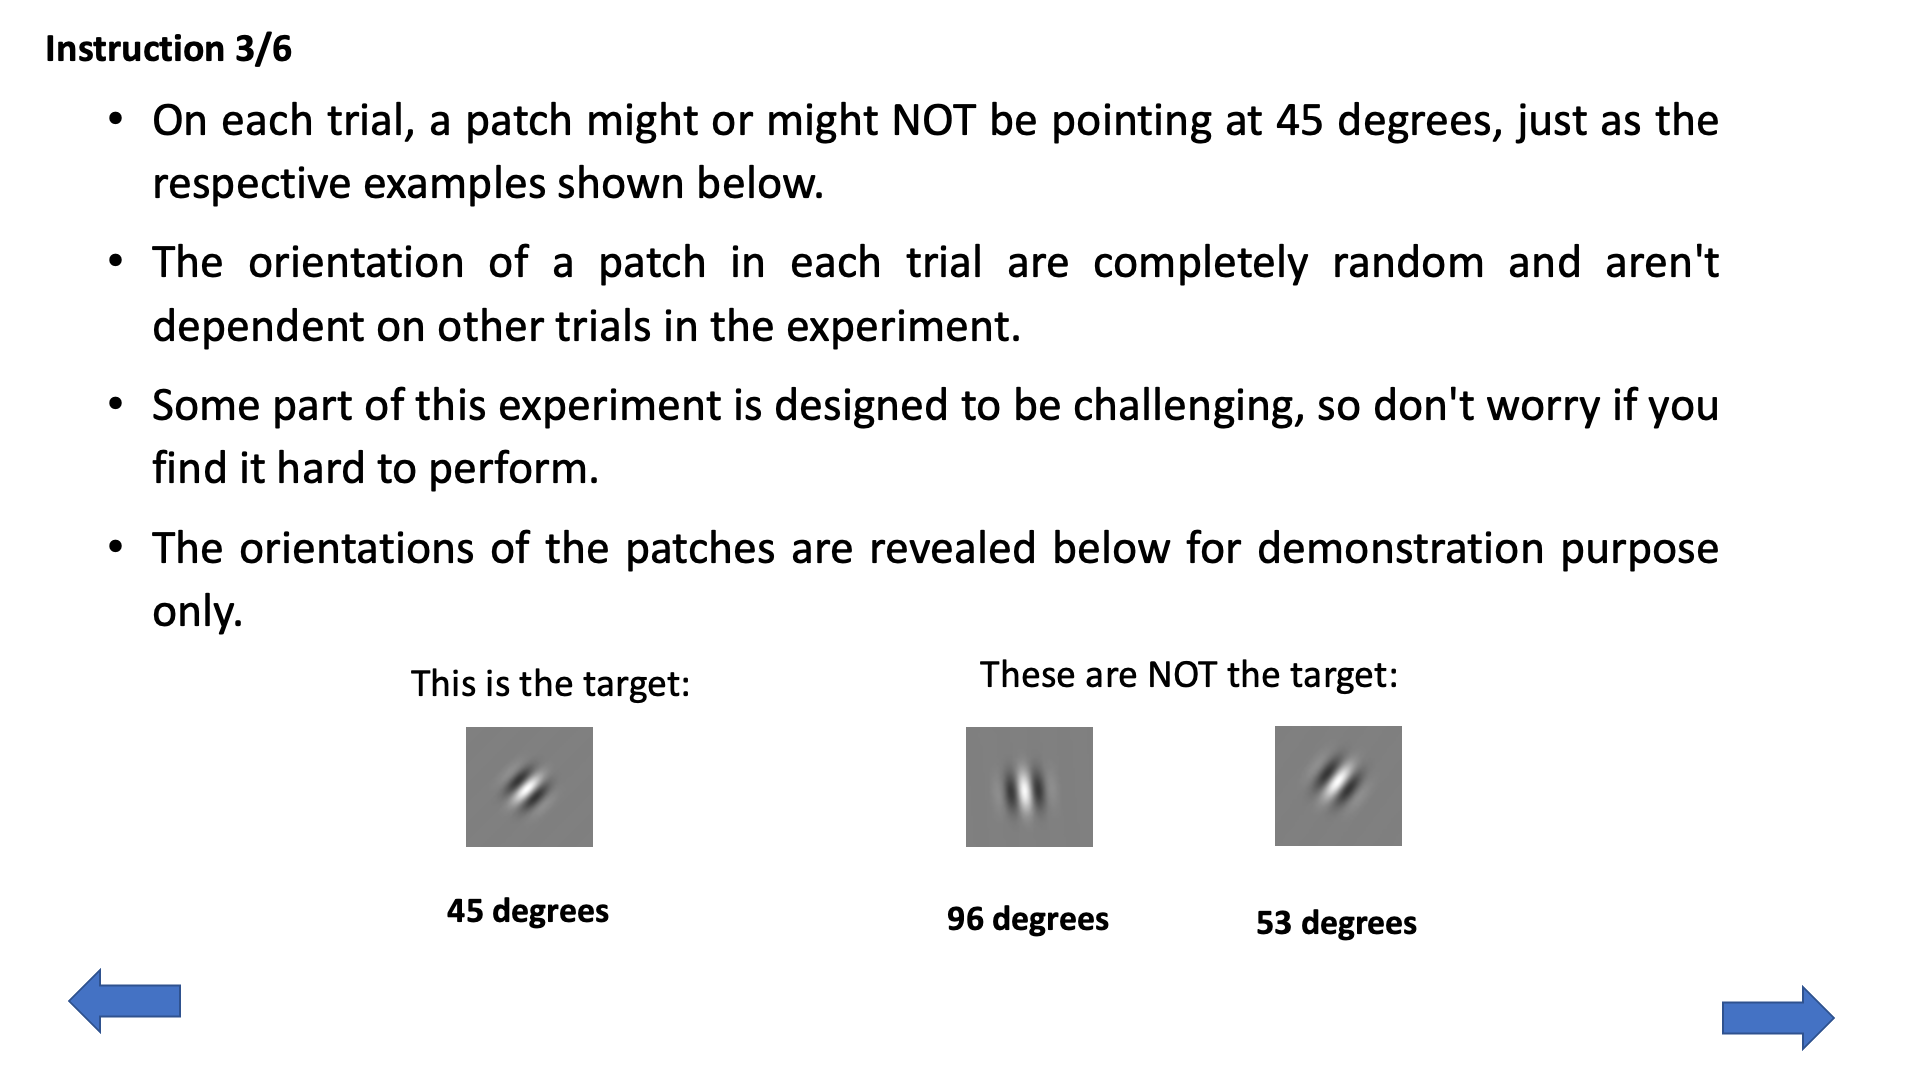 Instruction 3/6
• On each trial, a patch might or might NOT be pointing at 45 degrees, just as the
respective examples shown below.
• The orientation of a patch in each trial are completely random and aren't
dependent on other trials in the experiment.
• Some part of this experiment is designed to be challenging, so don't worry if you
find it hard to perform.
• The orientations of the patches are revealed below for demonstration purpose
only.
This is the target:
These are NOT the target:
45 degrees
96 degrees
53 degrees